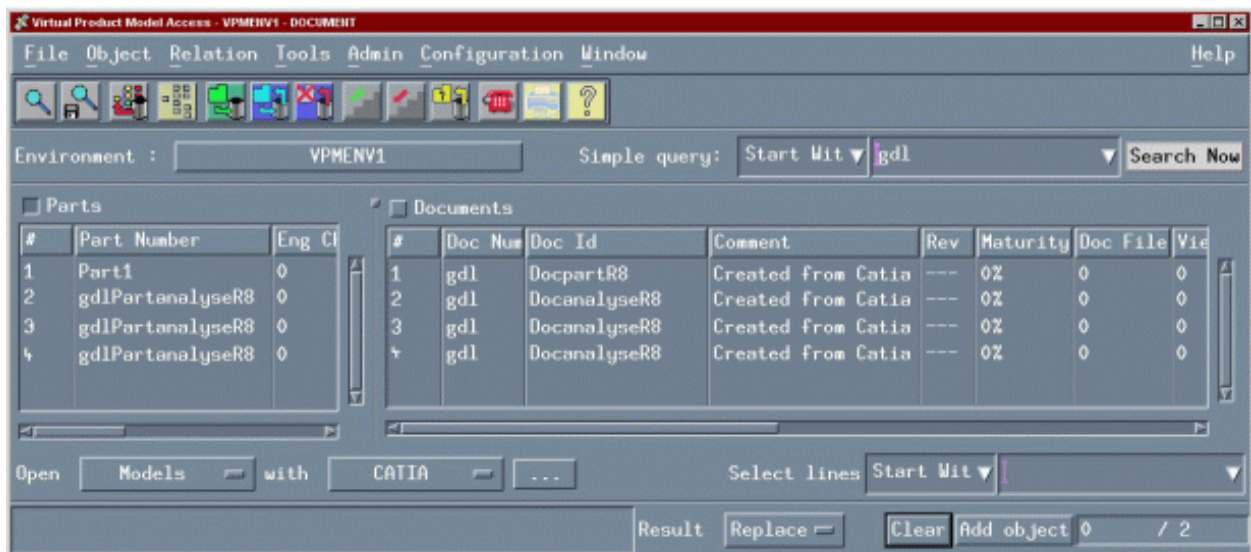 Virtual Product Model Access - VPMENV1 - DOCUMENT
File Object Relation Tools Admin Configuration Window Help
Environment : VPMENV1 Simple query: Start Wit gdl Search Now
Parts Documents
# Part Number Eng Cl # Doc Num Doc Id Comment Rev Maturity Doc File Vie
1 Part1 0 1 gdl DocpartR8 Created from Catia --- 0% 0 0
2 gdlPartanalyseR8 0 2 gdl DocanalyseR8 Created from Catia --- 0% 0 0
3 gdlPartanalyseR8 0 3 gdl DocanalyseR8 Created from Catia --- 0% 0 0
4 gdlPartanalyseR8 0 4 gdl DocanalyseR8 Created from Catia --- 0% 0 0
Open Models with CATIA ... Select lines Start Wit
Result Replace Clear Add object 0 / 2